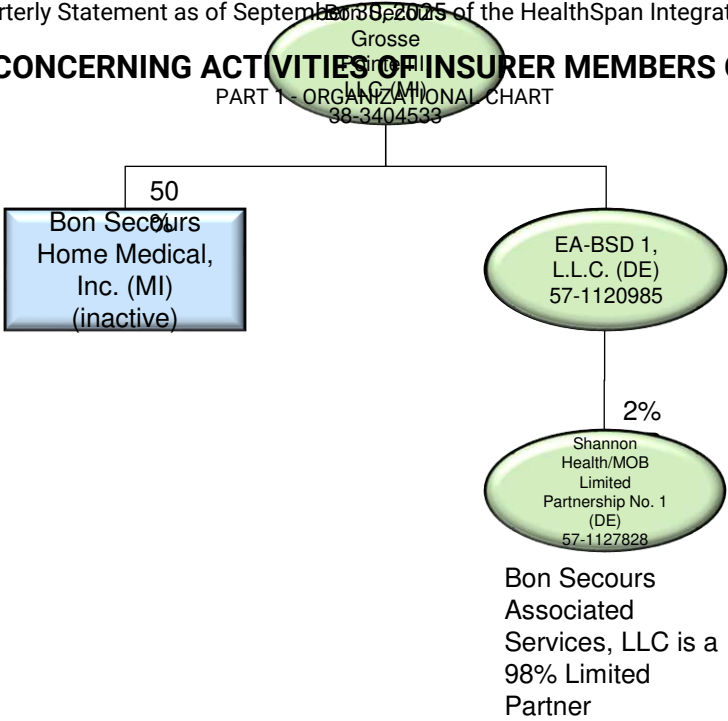 rterly Statement as of September 30, 2025 of the HealthSpan Integrat
Bon Secours
Grosse
CONCERNING ACTIVITIES OF INSURER MEMBERS
Pointe III
PART 1 - ORGANIZATIONAL CHART
LLC (MI)
38-3404533
50
%
Bon Secours
Home Medical,
Inc. (MI)
(inactive)
EA-BSD 1,
L.L.C. (DE)
57-1120985
2%
Shannon
Health/MOB
Limited
Partnership No. 1
(DE)
57-1127828
Bon Secours
Associated
Services, LLC is a
98% Limited
Partner